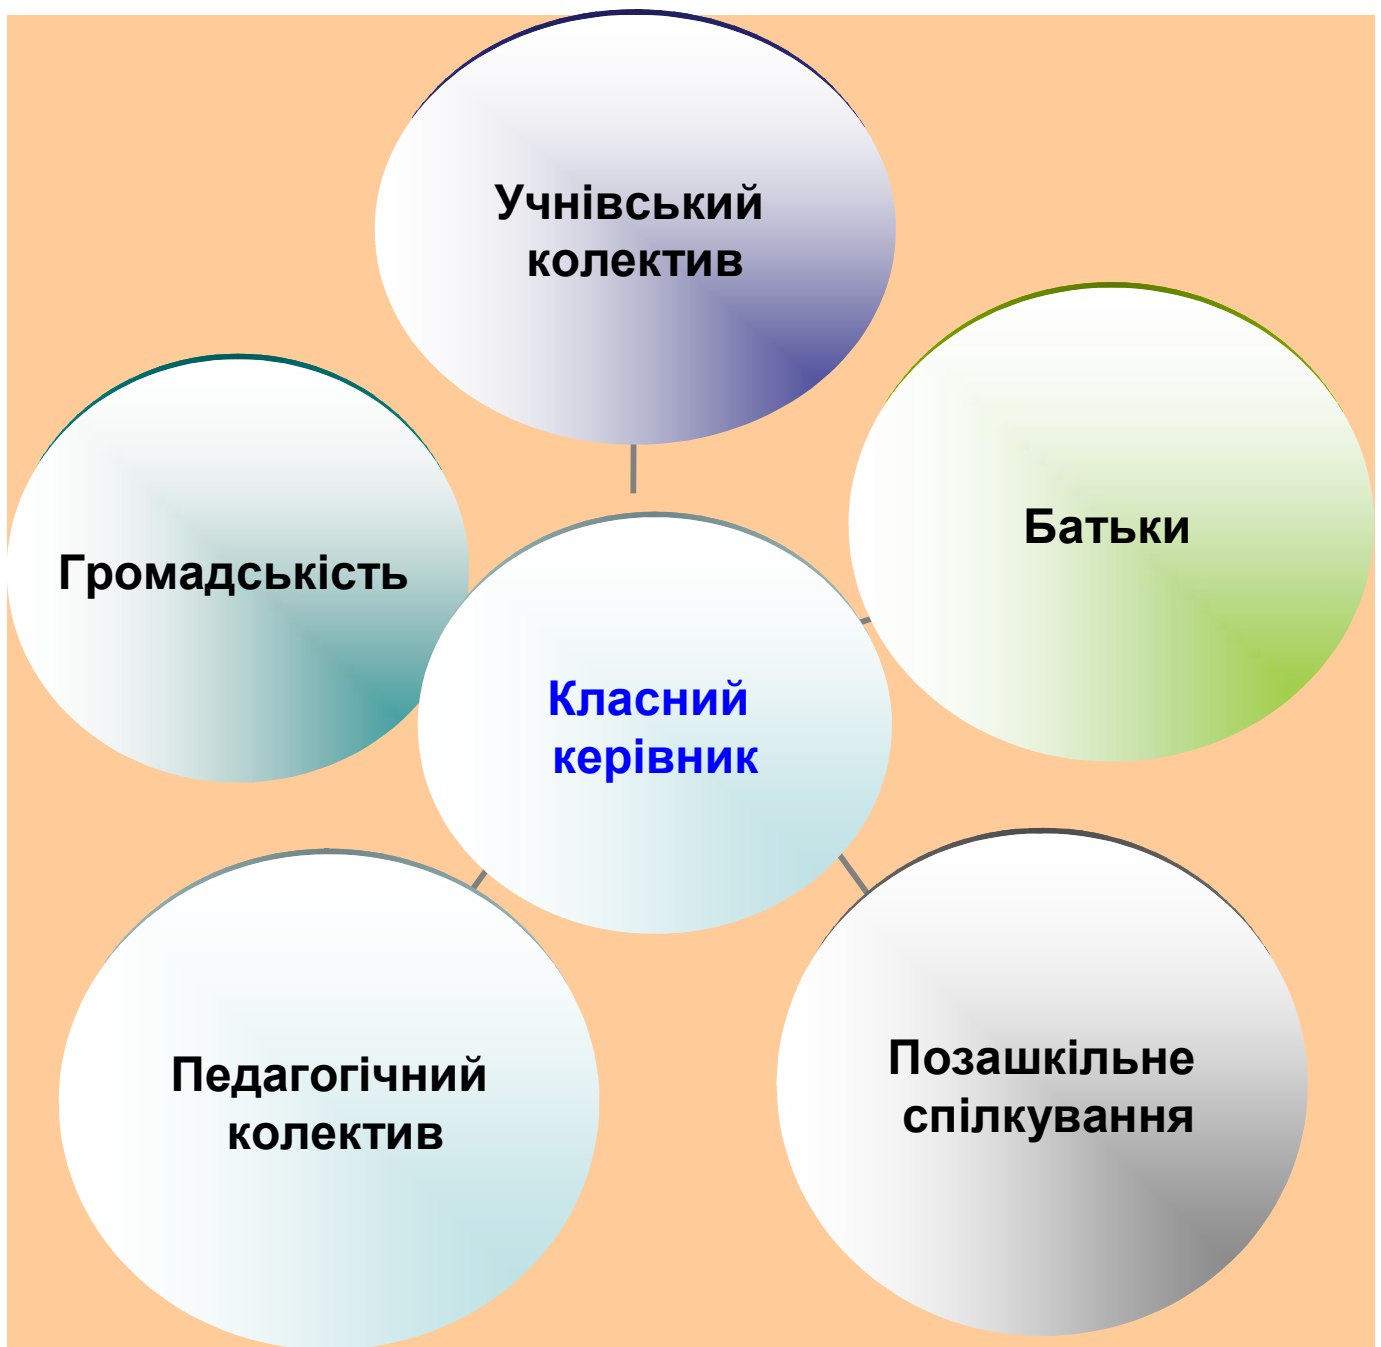 Учнівський
колектив
Батьки
Громадськість
Класний
керівник
Педагогічний
колектив
Позашкільне
спілкування